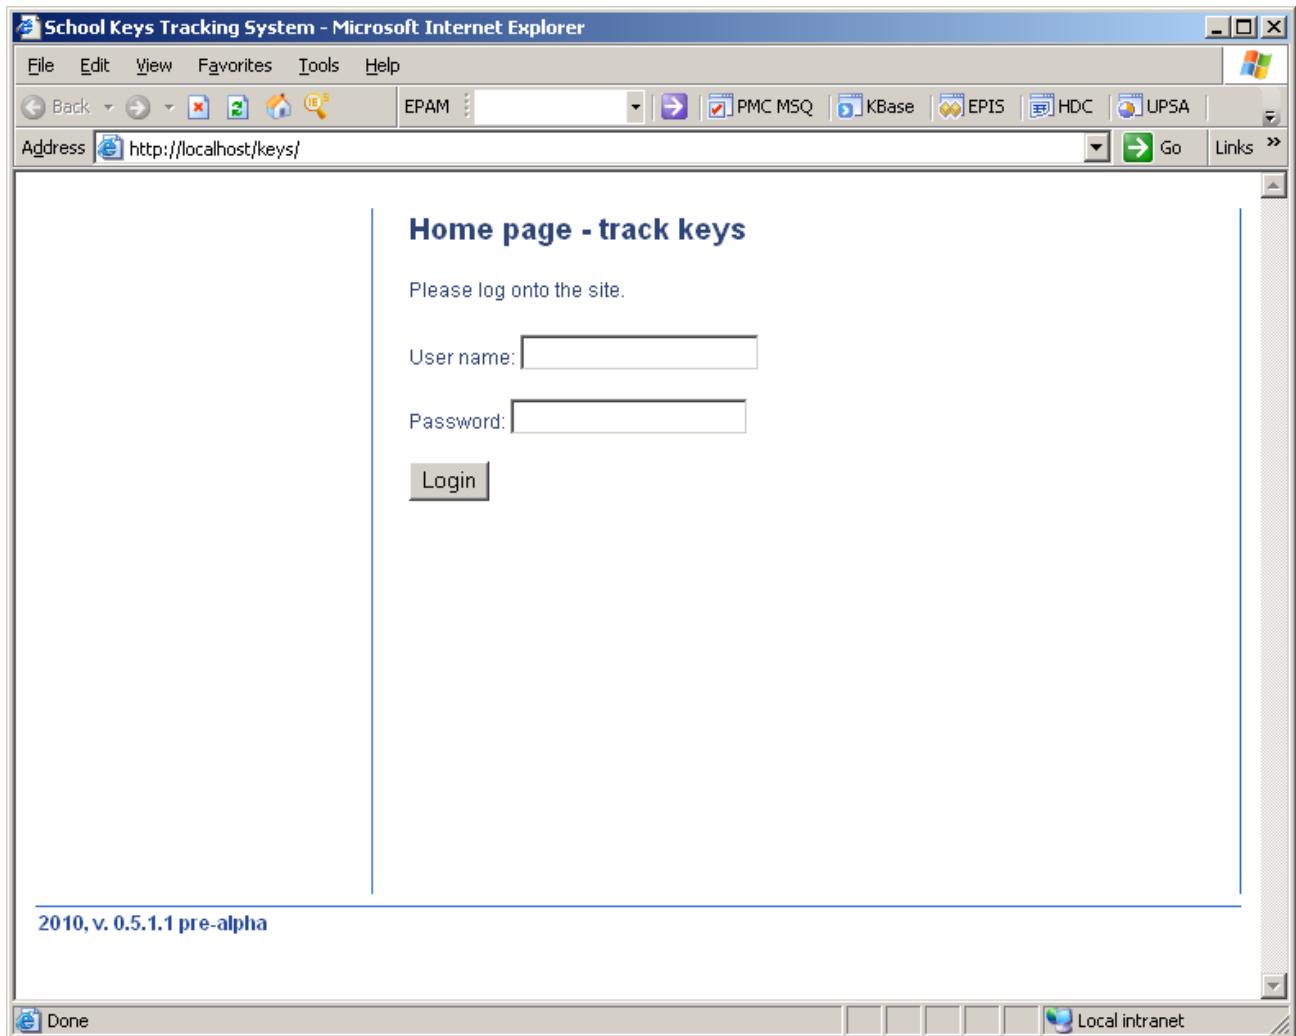 School Keys Tracking System - Microsoft Internet Explorer
File Edit View Favorites Tools Help
Back EPAM PMC MSQ KBase EPIS HDC UPSA
Address http://localhost/keys/ Go Links »
Home page - track keys
Please log onto the site.
User name:
Password:
Login
2010, v. 0.5.1.1 pre-alpha
Done Local intranet